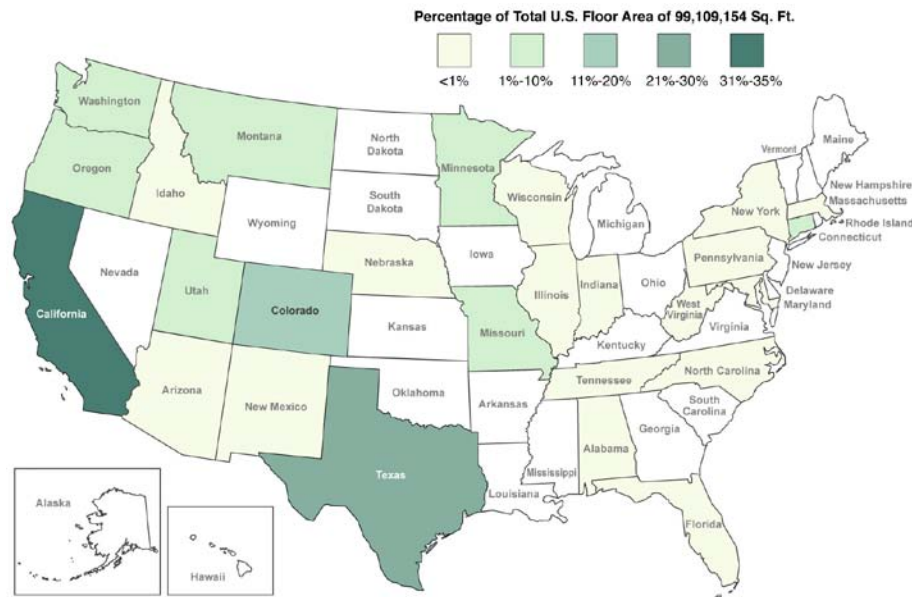 Percentage of Total U.S. Floor Area of 99,109,154 Sq. Ft.
<1% 1%-10% 11%-20% 21%-30% 31%-35%
Washington
Oregon
Idaho
Montana
North
Dakota
Minnesota
Wisconsin
Michigan
Vermont
Maine
New Hampshire
Massachusetts
Rhode Island
Connecticut
New York
South
Dakota
Wyoming
Nebraska
Iowa
Illinois
Indiana
Ohio
Pennsylvania
New Jersey
Delaware
Maryland
West
Virginia
Virginia
Nevada
Utah
Colorado
California
Kansas
Missouri
Kentucky
North Carolina
Tennessee
South
Carolina
Arizona
New Mexico
Oklahoma
Arkansas
Mississippi
Alabama
Georgia
Texas
Louisiana
Florida
Alaska
Hawaii